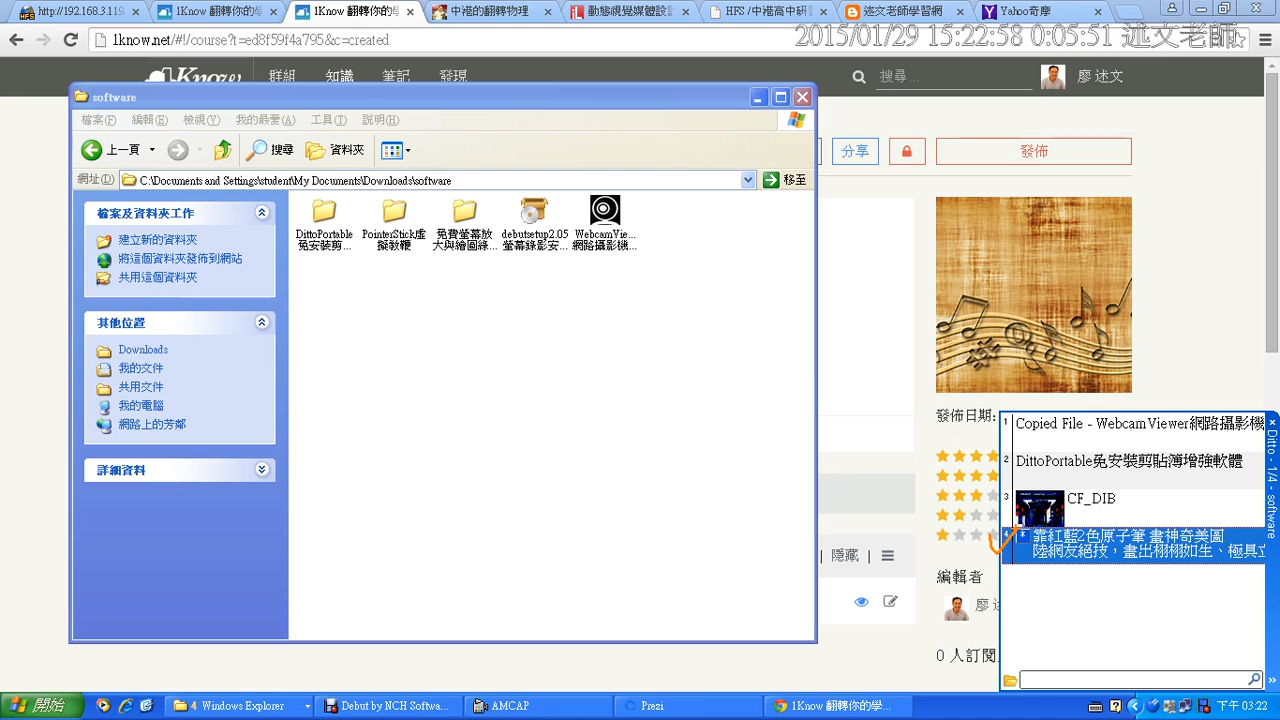 http://192.168.3.119
1Know 翻轉你的學
1Know 翻轉你的學
中港的翻轉物理
動態視覺媒體設計
HFS /中港高中研
述文老師學習網
Yahoo奇摩
1know.net/#!/course?r=ed8f59f4a795&c=created
2015/01/29 15:22:58 0:05:51 述文老師
1Know
群組 知識 筆記 發現
搜尋...
廖 述文
software
檔案(F) 編輯(E) 檢視(V) 我的最愛(A) 工具(T) 說明(H)
上一頁 搜尋 資料夾
網址(D) C:\Documents and Settings\student\My Documents\Downloads\software 移至
分享
發佈
檔案及資料夾工作
建立新的資料夾
將這個資料夾發佈到網站
共用這個資料夾
其他位置
Downloads
我的文件
共用文件
我的電腦
網路上的芳鄰
詳細資料
DittoPortable
免安裝剪...
PointerStick虛
擬教鞭
免費螢幕放
大與繪圖綠...
debutsetup2.05
螢幕錄影安...
WebcamVie...
網路攝影機...
發佈日期:
隱藏
編輯者
廖 述
0 人訂閱
1 Copied File - WebcamViewer網路攝影機
2 DittoPortable免安裝剪貼簿增強軟體
3 CF_DIB
4 * 靠紅藍2色原子筆 畫神奇美圖
陸網友絕技，畫出栩栩如生、極具立
Ditto - 1/4 - software
開始
4 Windows Explorer
Debut by NCH Softwa...
AMCAP
Prezi
1Know 翻轉你的學...
下午 03:22